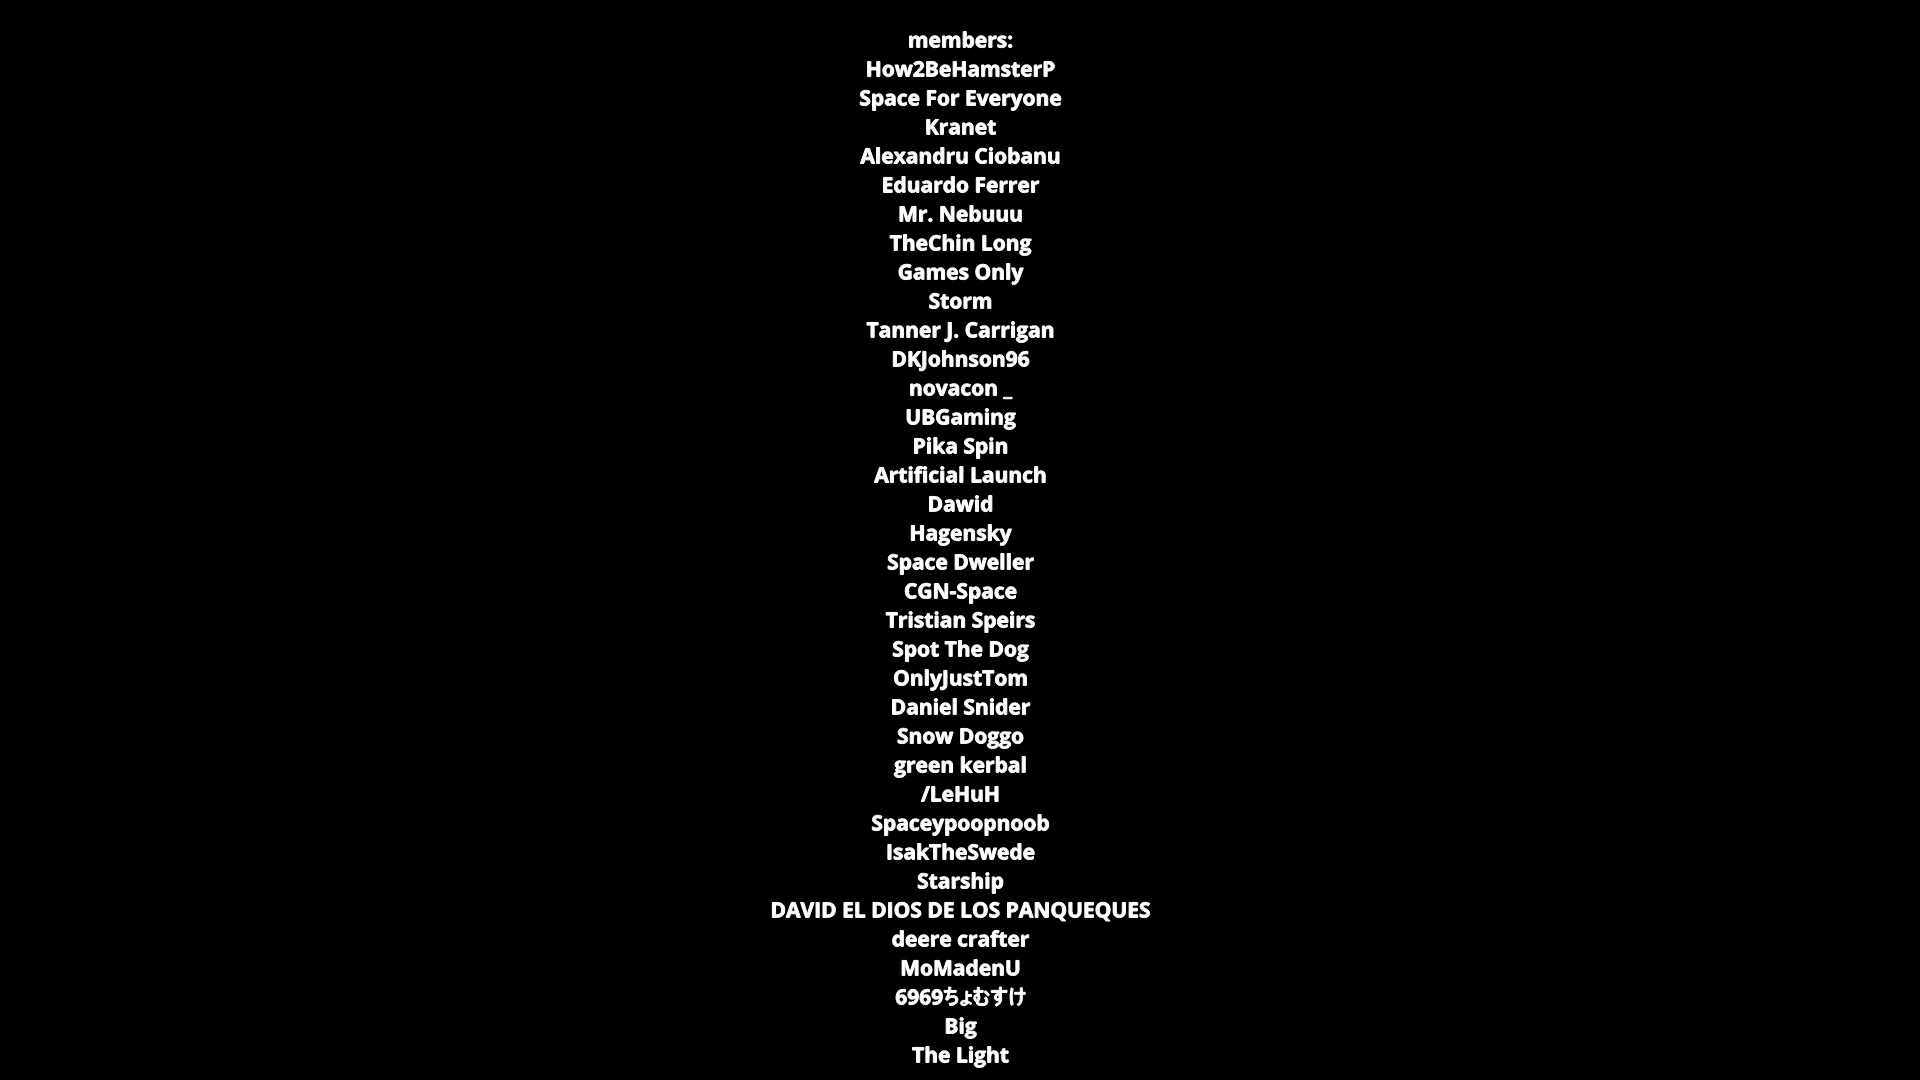 members:
How2BeHamsterP
Space For Everyone
Kranet
Alexandru Ciobanu
Eduardo Ferrer
Mr. Nebuuu
TheChin Long
Games Only
Storm
Tanner J. Carrigan
DKJohnson96
novacon _
UBGaming
Pika Spin
Artificial Launch
Dawid
Hagensky
Space Dweller
CGN-Space
Tristian Speirs
Spot The Dog
OnlyJustTom
Daniel Snider
Snow Doggo
green kerbal
/LeHuH
Spaceypoopnoob
IsakTheSwede
Starship
DAVID EL DIOS DE LOS PANQUEQUES
deere crafter
MoMadenU
6969ちょむすけ
Big
The Light